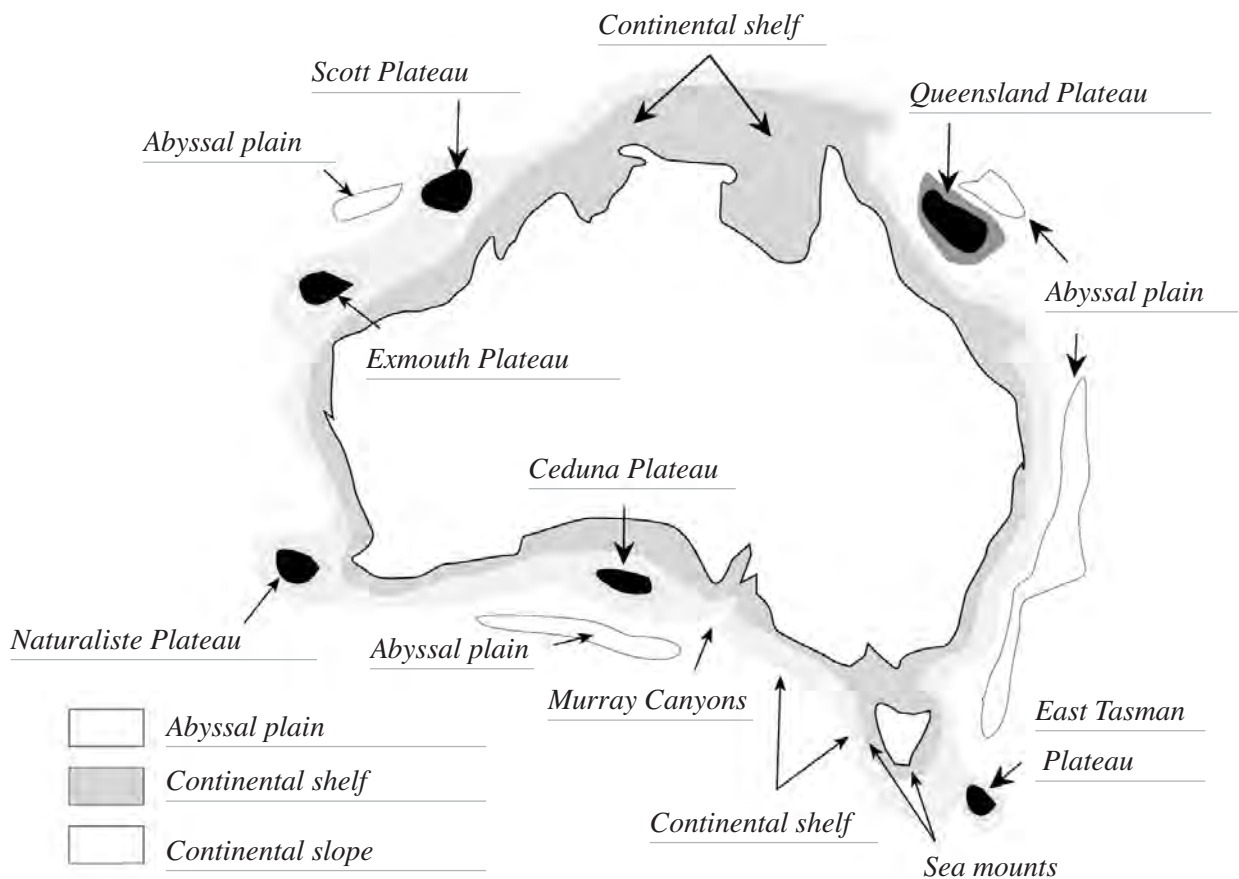 Continental shelf
Scott Plateau
Queensland Plateau
Abyssal plain
Abyssal plain
Exmouth Plateau
Ceduna Plateau
Naturaliste Plateau
Abyssal plain
Murray Canyons
East Tasman
Plateau
Abyssal plain
Continental shelf
Continental slope
Continental shelf
Sea mounts